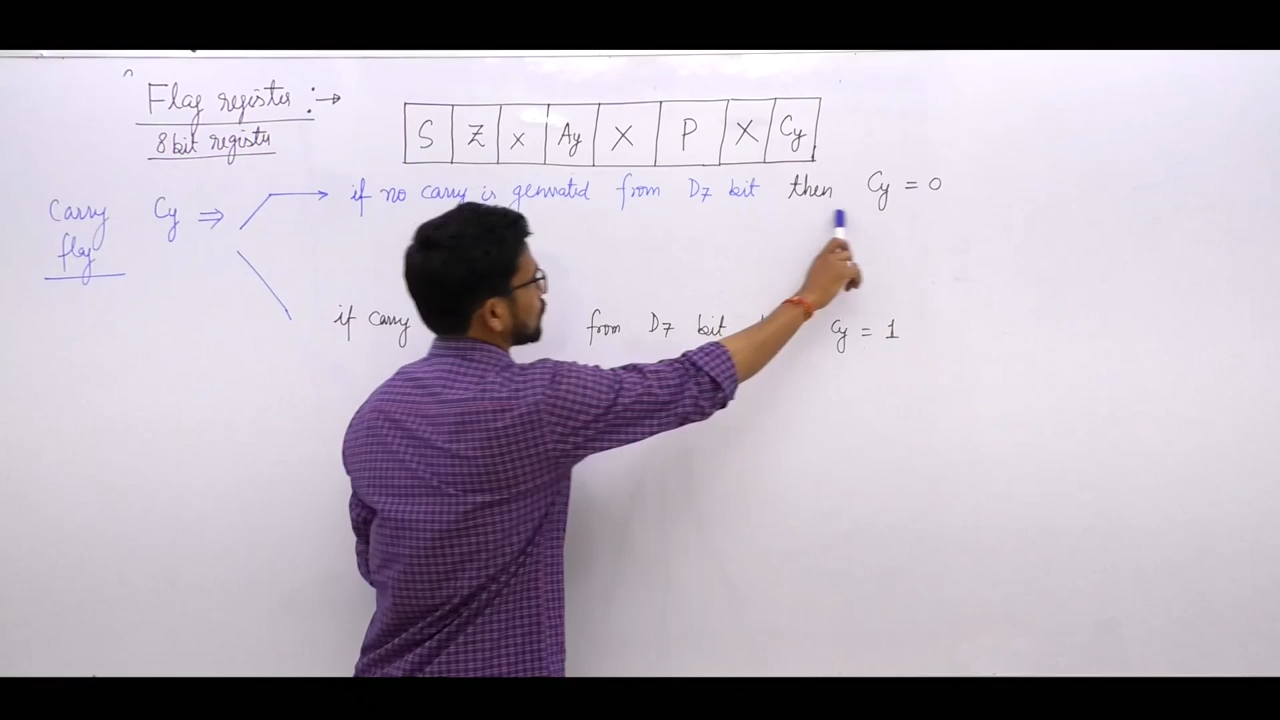 Flag register :→
8 bit register
S Z x Ay X P X Cy
Carry flag Cy ⇒
if no carry is genrated from D7 bit then Cy = 0
if carry from D7 bit Cy = 1